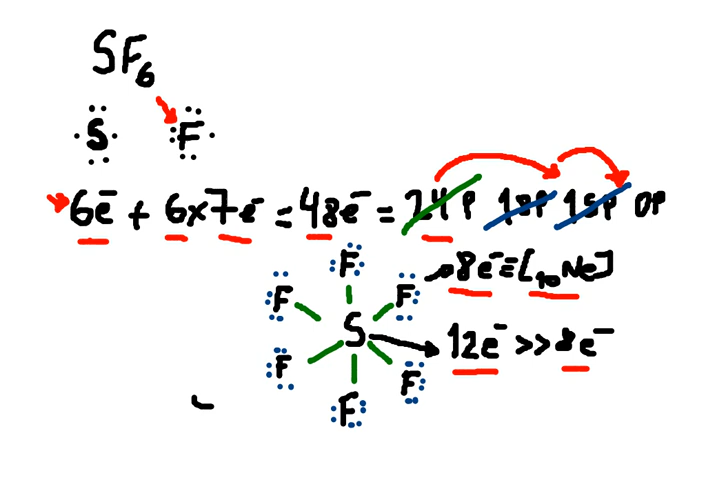 SF₆
S F
6e⁻ + 6x7e⁻ = 48e⁻ = 24P 18P 15P 0P
F
F F 8e⁻ = [₁₀Ne]
S 12e⁻ >> 8e⁻
F F
F